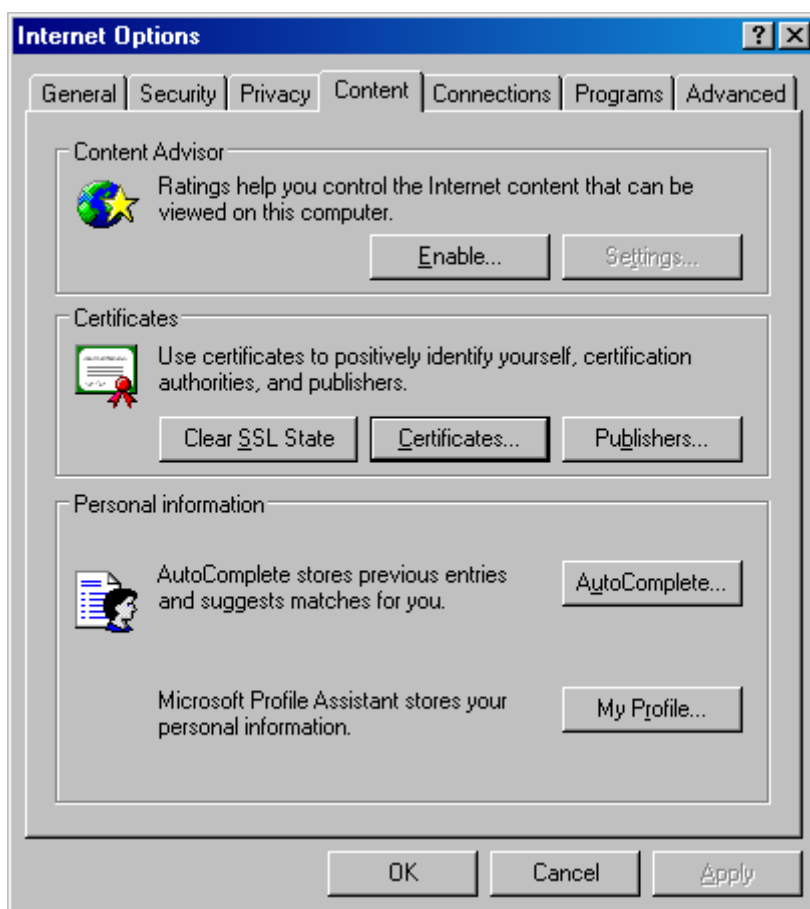 Internet Options
General Security Privacy Content Connections Programs Advanced
Content Advisor
Ratings help you control the Internet content that can be
viewed on this computer.
Enable... Settings...
Certificates
Use certificates to positively identify yourself, certification
authorities, and publishers.
Clear SSL State Certificates... Publishers...
Personal information
AutoComplete stores previous entries
and suggests matches for you.
AutoComplete...
Microsoft Profile Assistant stores your
personal information.
My Profile...
OK Cancel Apply